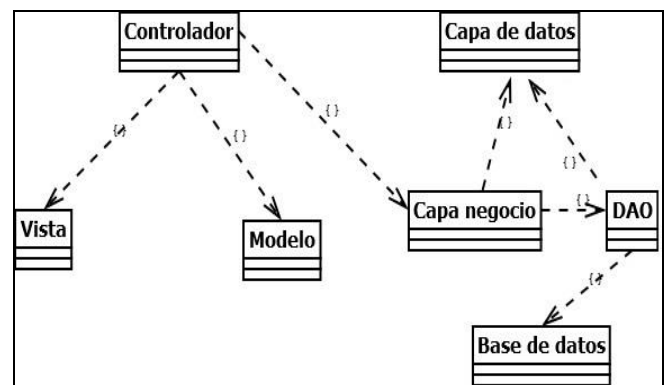 Controlador
Capa de datos
{ }
{ }
{ }
{ }
{ }
Vista
Modelo
Capa negocio
{ }
DAO
{ }
Base de datos